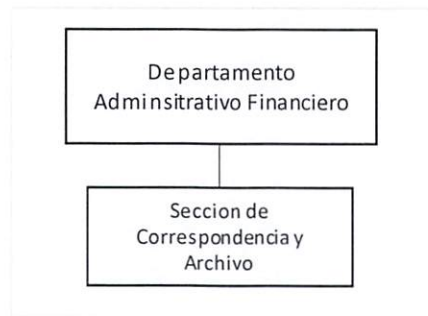 Departamento
Adminsitrativo Financiero
Seccion de
Correspondencia y
Archivo